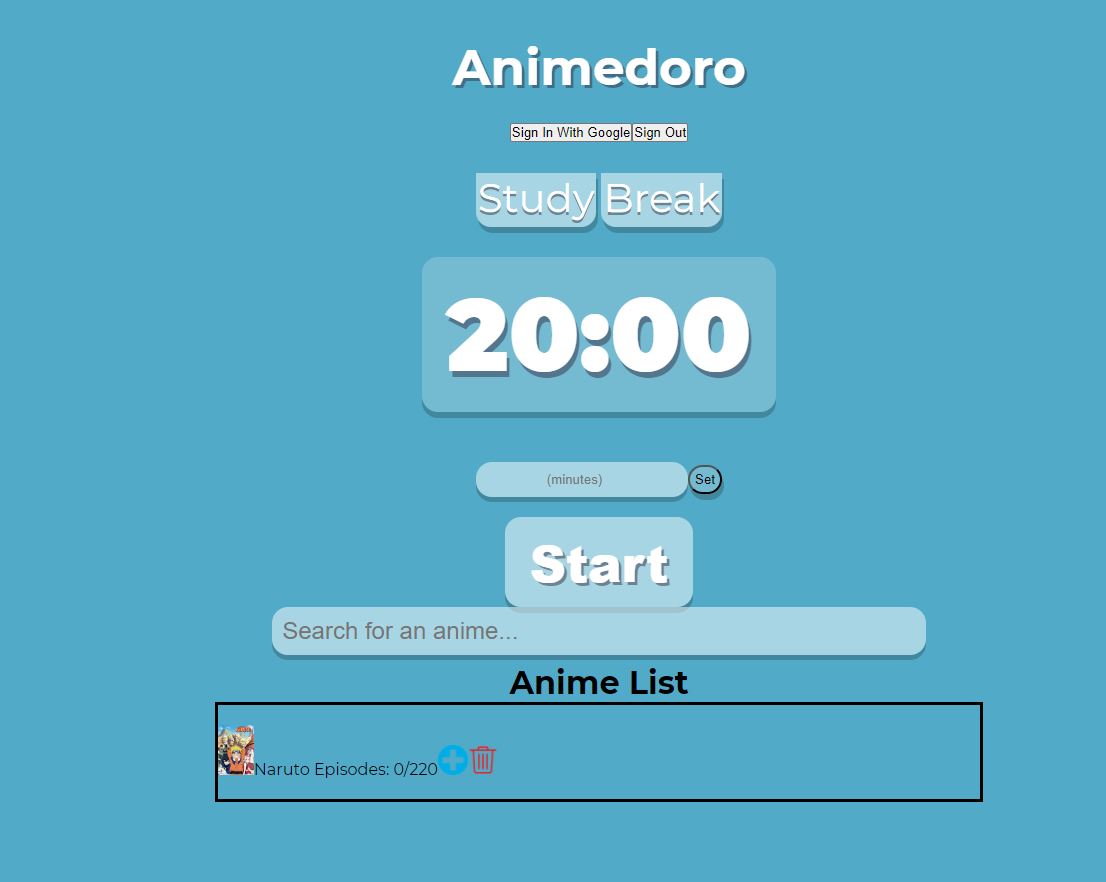 Animedoro
Sign In With Google Sign Out
Study Break
20:00
(minutes) Set
Start
Search for an anime...
Anime List
Naruto Episodes: 0/220